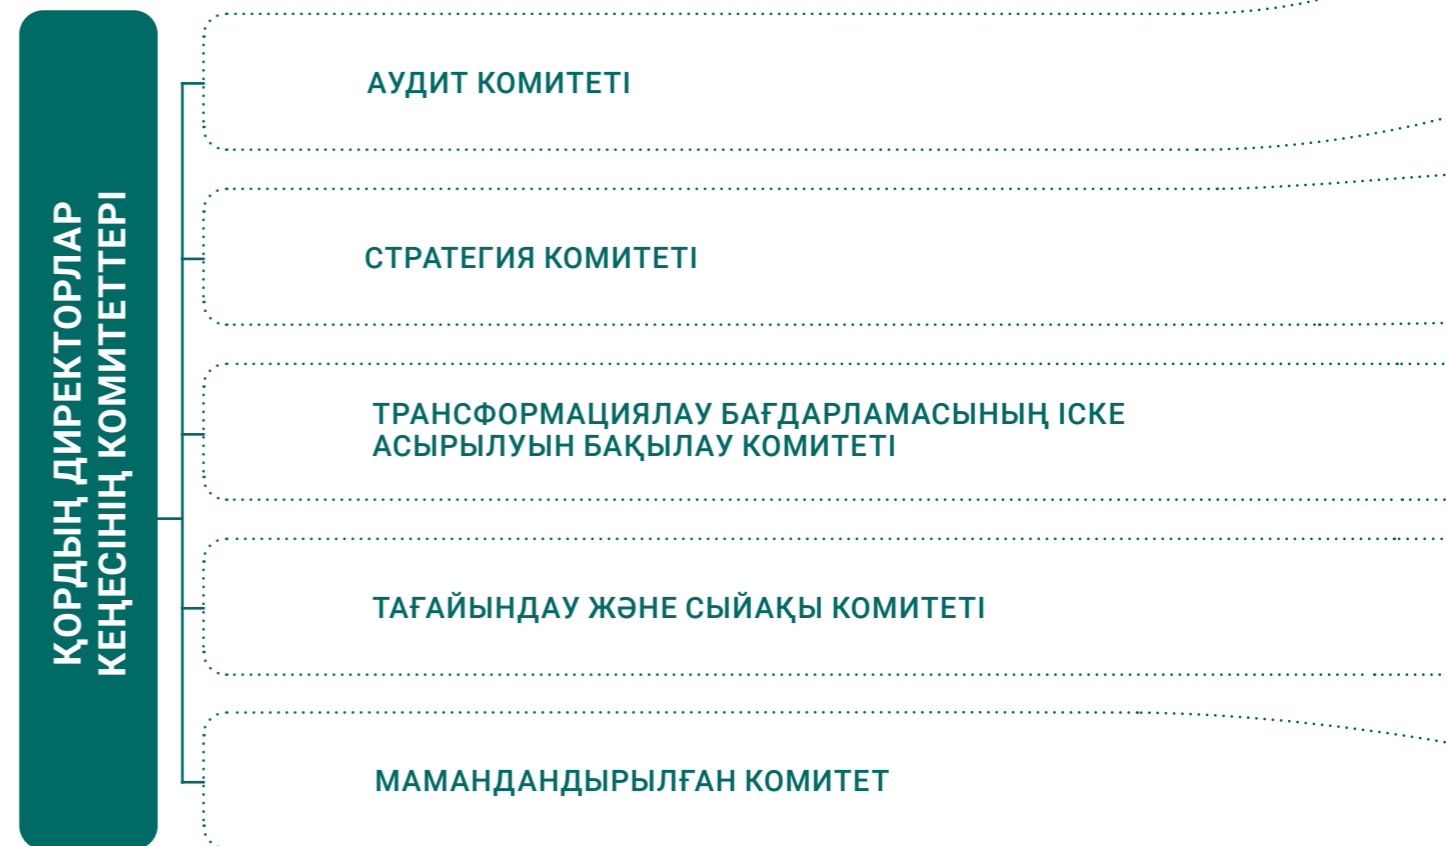 ҚОРДЫҢ ДИРЕКТОРЛАР
КЕҢЕСІНІҢ КОМИТЕТТЕРІ
АУДИТ КОМИТЕТІ
СТРАТЕГИЯ КОМИТЕТІ
ТРАНСФОРМАЦИЯЛАУ БАҒДАРЛАМАСЫНЫҢ ІСКЕ
АСЫРЫЛУЫН БАҚЫЛАУ КОМИТЕТІ
ТАҒАЙЫНДАУ ЖӘНЕ СЫЙАҚЫ КОМИТЕТІ
МАМАНДАНДЫРЫЛҒАН КОМИТЕТ